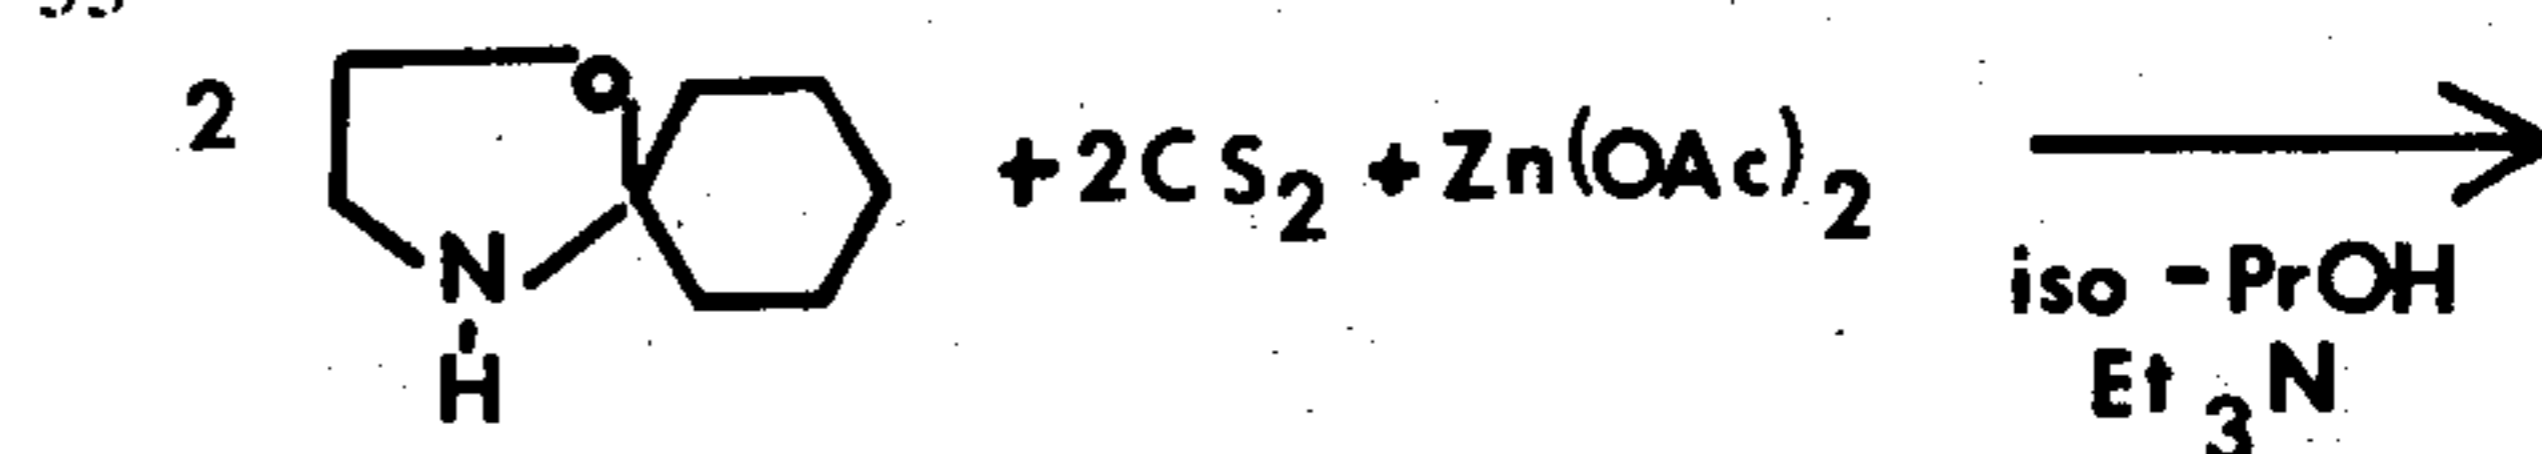 2 O N H + 2CS2 + Zn(OAc)2
iso-PrOH
Et3N